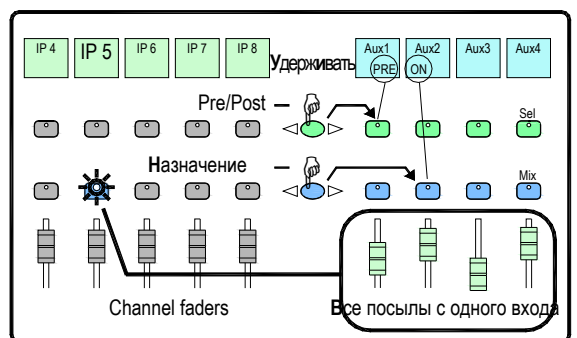 IP 4 IP 5 IP 6 IP 7 IP 8 Aux1 Aux2 Aux3 Aux4
PRE ON
Удерживать
Pre/Post
Sel
Назначение
Mix
Channel faders Все посылы с одного входа